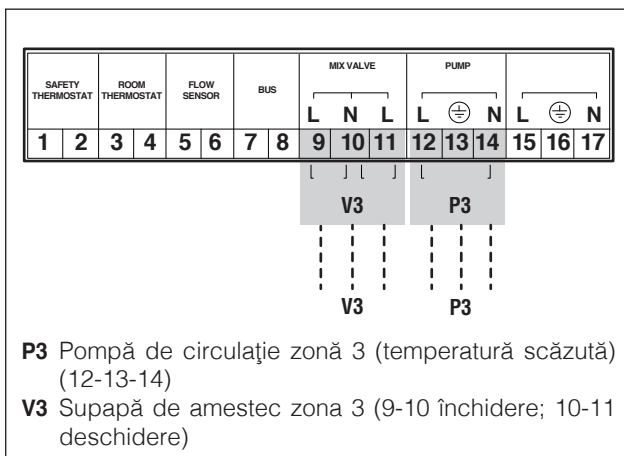 MIX VALVE PUMP
SAFETY THERMOSTAT ROOM THERMOSTAT FLOW SENSOR BUS
L N L L N L N
1 2 3 4 5 6 7 8 9 10 11 12 13 14 15 16 17
V3 P3
V3 P3
P3 Pompă de circulaţie zonă 3 (temperatură scăzută)
(12-13-14)
V3 Supapă de amestec zona 3 (9-10 închidere; 10-11
deschidere)